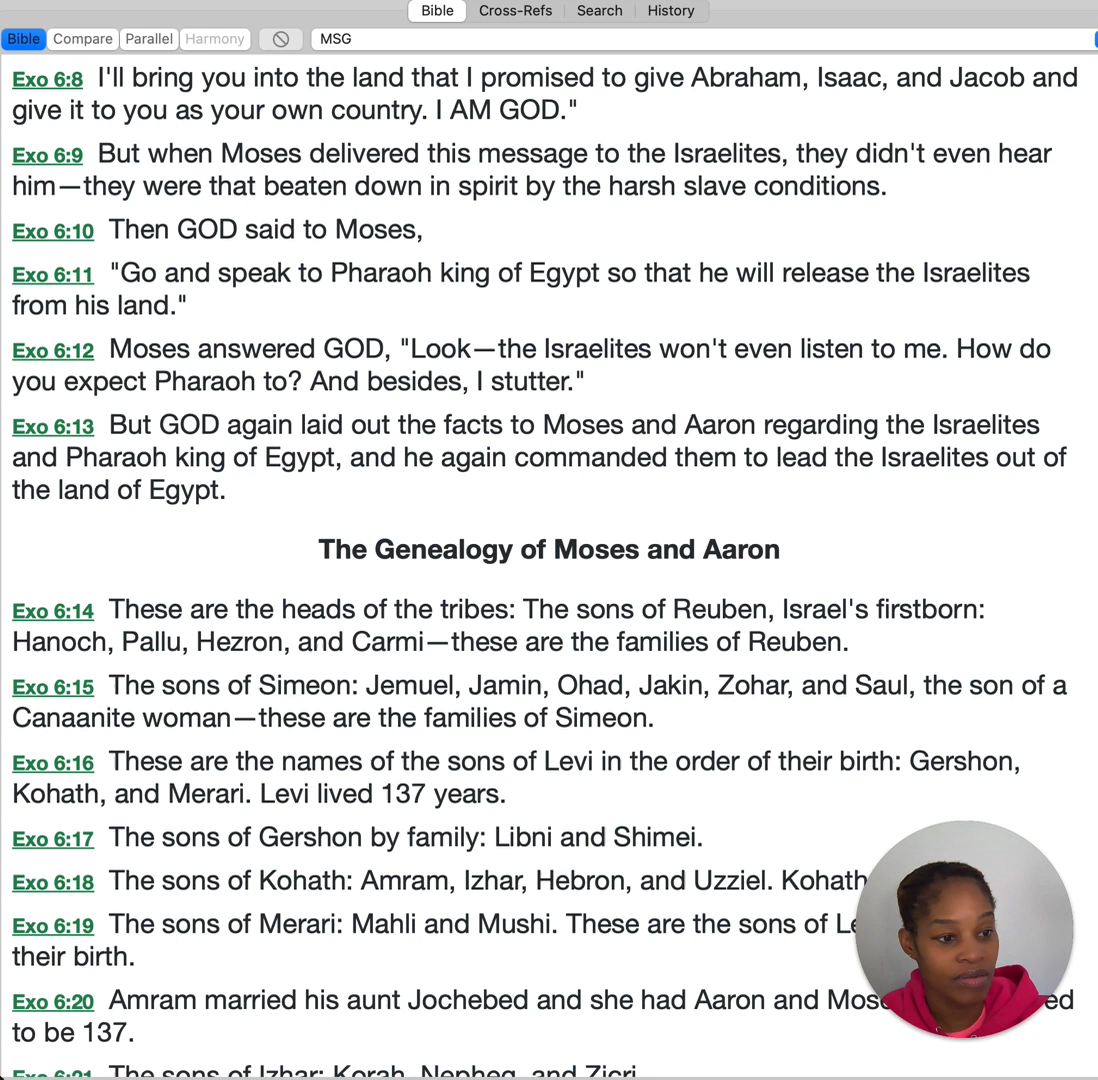 Bible Cross-Refs Search History
Bible Compare Parallel Harmony MSG
Exo 6:8 I'll bring you into the land that I promised to give Abraham, Isaac, and Jacob and
give it to you as your own country. I AM GOD."
Exo 6:9 But when Moses delivered this message to the Israelites, they didn't even hear
him—they were that beaten down in spirit by the harsh slave conditions.
Exo 6:10 Then GOD said to Moses,
Exo 6:11 "Go and speak to Pharaoh king of Egypt so that he will release the Israelites
from his land."
Exo 6:12 Moses answered GOD, "Look—the Israelites won't even listen to me. How do
you expect Pharaoh to? And besides, I stutter."
Exo 6:13 But GOD again laid out the facts to Moses and Aaron regarding the Israelites
and Pharaoh king of Egypt, and he again commanded them to lead the Israelites out of
the land of Egypt.
The Genealogy of Moses and Aaron
Exo 6:14 These are the heads of the tribes: The sons of Reuben, Israel's firstborn:
Hanoch, Pallu, Hezron, and Carmi—these are the families of Reuben.
Exo 6:15 The sons of Simeon: Jemuel, Jamin, Ohad, Jakin, Zohar, and Saul, the son of a
Canaanite woman—these are the families of Simeon.
Exo 6:16 These are the names of the sons of Levi in the order of their birth: Gershon,
Kohath, and Merari. Levi lived 137 years.
Exo 6:17 The sons of Gershon by family: Libni and Shimei.
Exo 6:18 The sons of Kohath: Amram, Izhar, Hebron, and Uzziel. Kohath
Exo 6:19 The sons of Merari: Mahli and Mushi. These are the sons of
their birth.
Exo 6:20 Amram married his aunt Jochebed and she had Aaron and
to be 137.
Exo 6:21 The sons of Izhar: Korah, Nepheg, and Zicri.